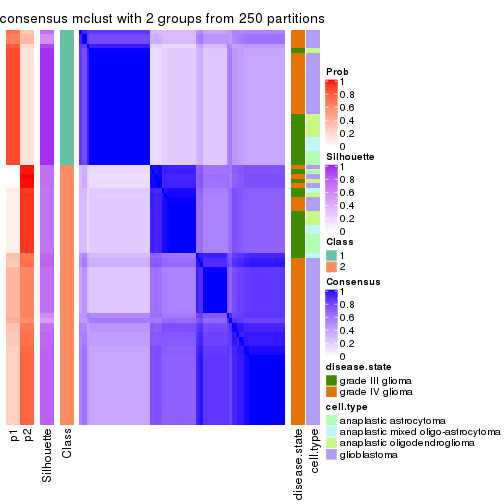 consensus mclust with 2 groups from 250 partitions
Prob
1
0.8
0.6
0.4
0.2
0
Silhouette
1
0.8
0.6
0.4
0.2
0
Class
1
2
Consensus
1
0.8
0.6
0.4
0.2
0
disease.state
grade III glioma
grade IV glioma
cell.type
anaplastic astrocytoma
anaplastic mixed oligo-astrocytoma
anaplastic oligodendroglioma
glioblastoma
p1
p2
Silhouette
Class
disease.state
cell.type